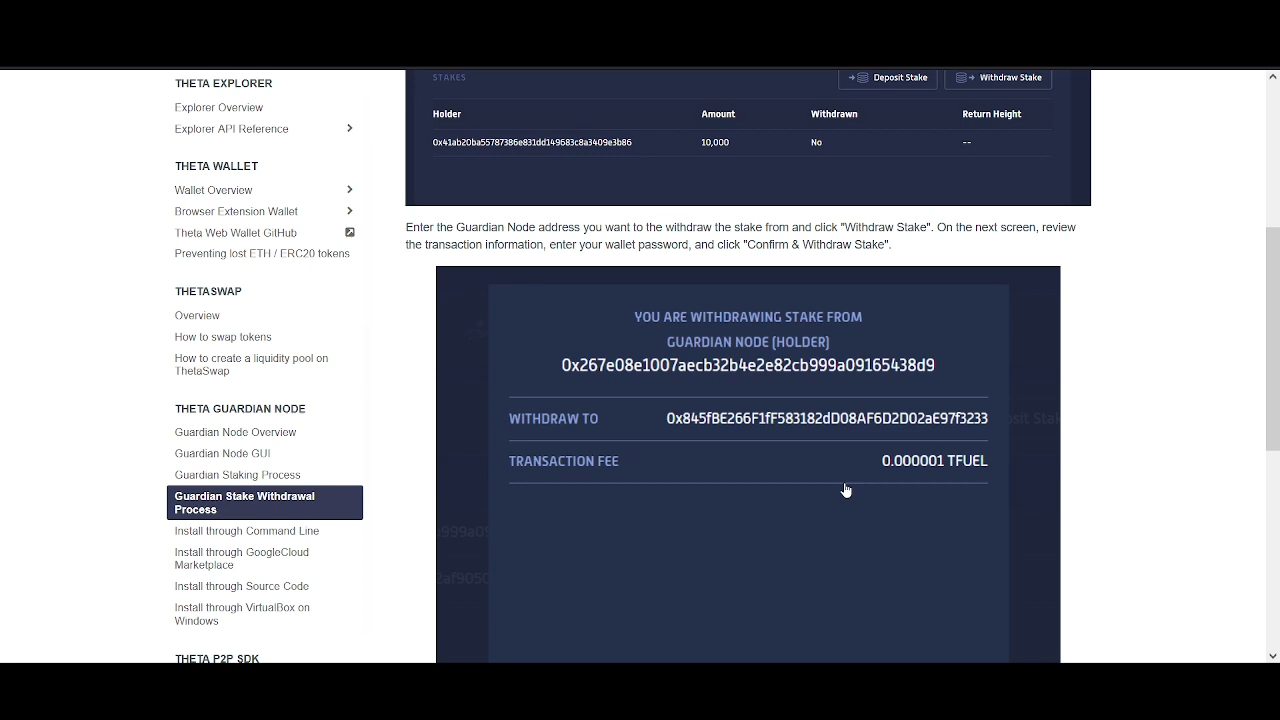 THETA EXPLORER
Explorer Overview
Explorer API Reference
THETA WALLET
Wallet Overview
Browser Extension Wallet
Theta Web Wallet GitHub
Preventing lost ETH / ERC20 tokens
THETASWAP
Overview
How to swap tokens
How to create a liquidity pool on
ThetaSwap
THETA GUARDIAN NODE
Guardian Node Overview
Guardian Node GUI
Guardian Staking Process
Guardian Stake Withdrawal
Process
Install through Command Line
Install through GoogleCloud
Marketplace
Install through Source Code
Install through VirtualBox on
Windows
THETA P2P SDK
STAKES Deposit Stake Withdraw Stake
Holder Amount Withdrawn Return Height
0x41ab20ba55787386e831dd149683c8a3409e3b86 10,000 No --
Enter the Guardian Node address you want to the withdraw the stake from and click "Withdraw Stake". On the next screen, review
the transaction information, enter your wallet password, and click "Confirm & Withdraw Stake".
YOU ARE WITHDRAWING STAKE FROM
GUARDIAN NODE (HOLDER)
0x267e08e1007aecb32b4e2e82cb999a09165438d9
WITHDRAW TO 0x845fBE266F1fF583182dD08AF6D2D02aE97f3233
TRANSACTION FEE 0.000001 TFUEL